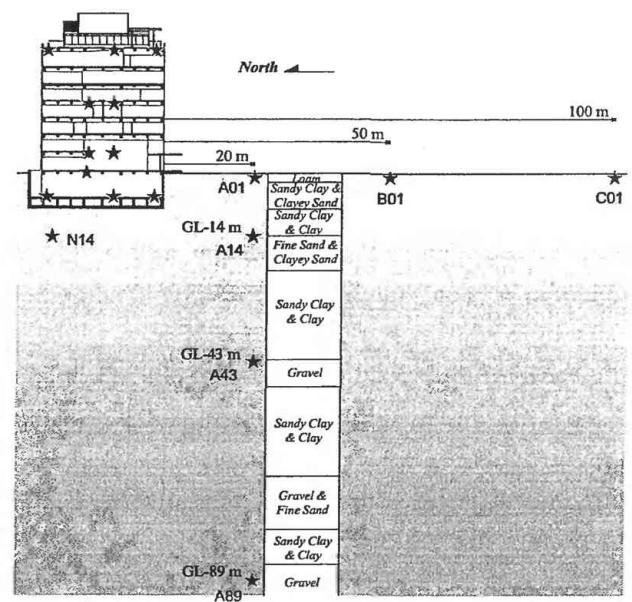 North
100 m
50 m
20 m
Loam
A01
Sandy Clay &
Clayey Sand
B01
C01
Sandy Clay
& Clay
N14
GL-14 m
A14
Fine Sand &
Clayey Sand
Sandy Clay
& Clay
GL-43 m
A43
Gravel
Sandy Clay
& Clay
Gravel &
Fine Sand
Sandy Clay
& Clay
GL-89 m
A89
Gravel